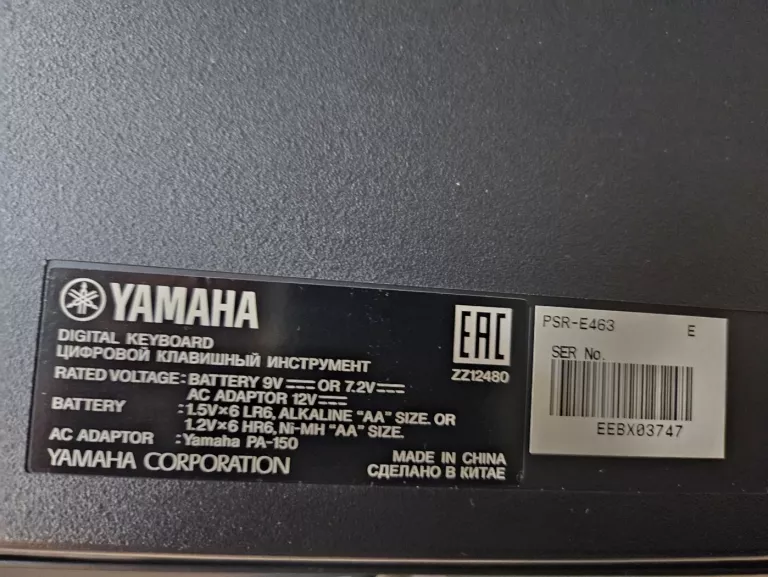 YAMAHA
DIGITAL KEYBOARD
ЦИФРОВОЙ КЛАВИШНЫЙ ИНСТРУМЕНТ
RATED VOLTAGE: BATTERY 9V OR 7.2V
AC ADAPTOR 12V
BATTERY : 1.5V×6 LR6, ALKALINE "AA" SIZE. OR
1.2V×6 HR6, Ni-MH "AA" SIZE.
AC ADAPTOR : Yamaha PA-150
YAMAHA CORPORATION
EAC
ZZ12480
MADE IN CHINA
СДЕЛАНО В КИТАЕ
PSR-E463 E
SER No.
EEBX03747